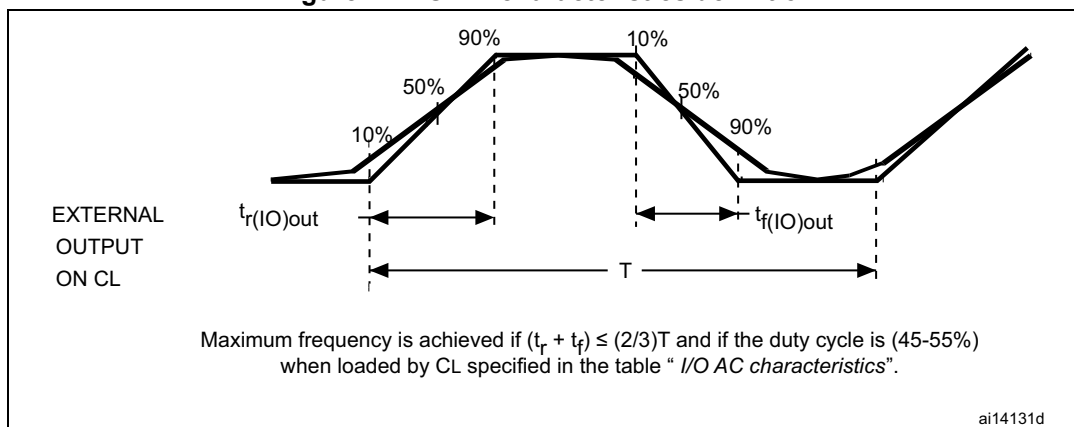 90%
10%
50%
50%
10%
90%
EXTERNAL
OUTPUT
ON CL
tr(IO)out
tf(IO)out
T
Maximum frequency is achieved if (tr + tf) ≤ (2/3)T and if the duty cycle is (45-55%)
when loaded by CL specified in the table “ I/O AC characteristics”.
ai14131d